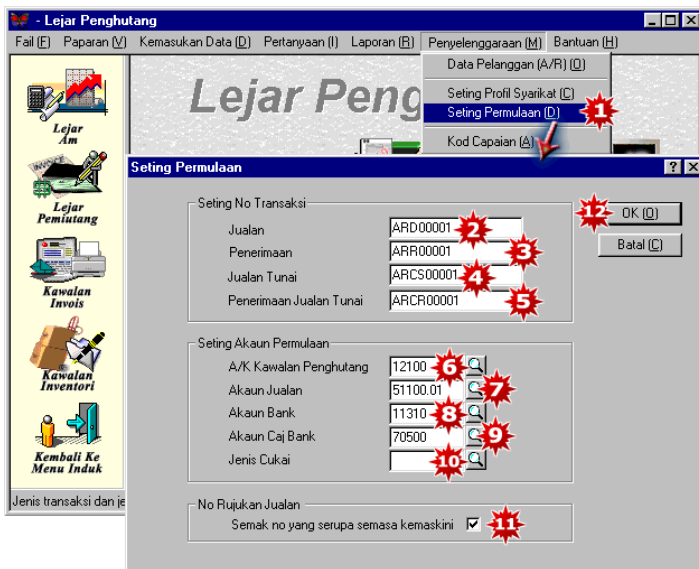 - Lejar Penghutang
Fail (F) Paparan (V) Kemasukan Data (D) Pertanyaan (I) Laporan (R) Penyelenggaraan (M) Bantuan (H)
Data Pelanggan (A/R) (O)
Seting Profil Syarikat (C)
Seting Permulaan (D) 1
Kod Capaian (A)
Lejar Peng
Lejar
Am
INVOICE
Lejar
Pemiutang
Kawalan
Invois
Kawalan
Inventori
Kembali Ke
Menu Induk
Jenis transaksi dan je
Seting Permulaan
Seting No Transaksi
Jualan ARD00001 2
Penerimaan ARR00001 3
Jualan Tunai ARCS00001 4
Penerimaan Jualan Tunai ARCR00001 5
12 OK (O)
Batal (C)
Seting Akaun Permulaan
A/K Kawalan Penghutang 12100 6
Akaun Jualan 51100.01 7
Akaun Bank 11310 8
Akaun Caj Bank 70500 9
Jenis Cukai 10
No Rujukan Jualan
Semak no yang serupa semasa kemaskini 11